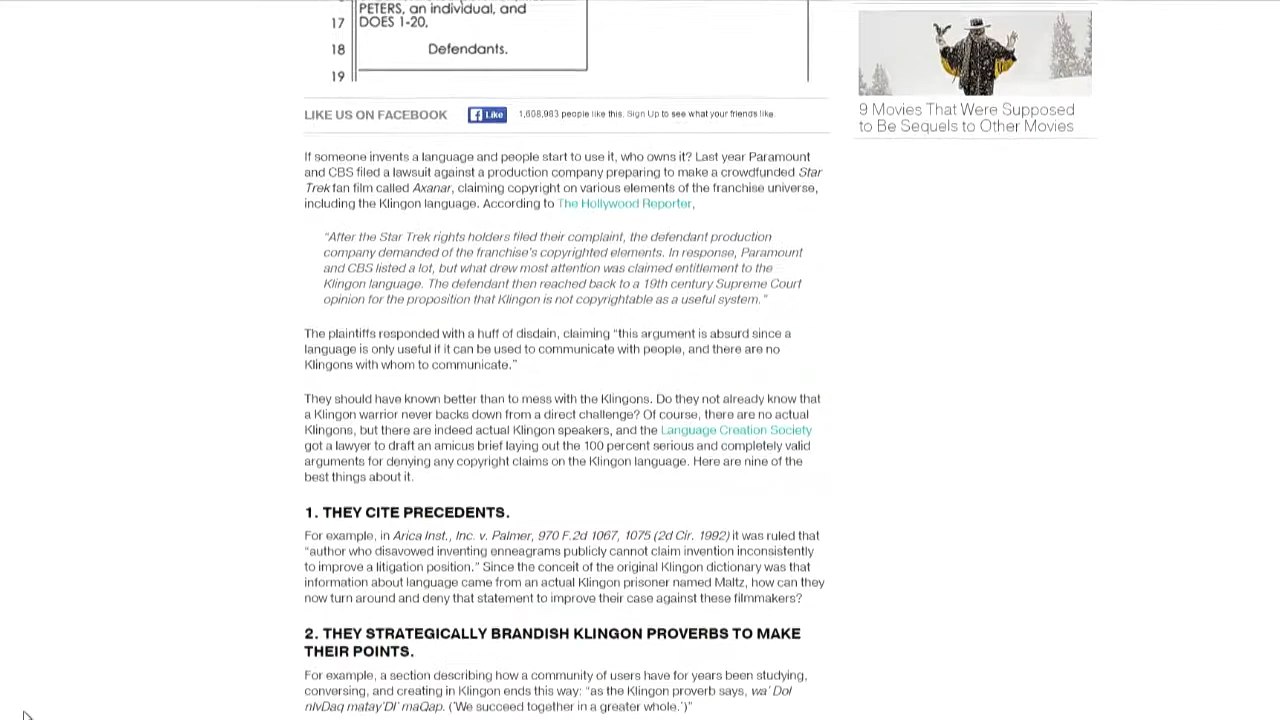 PETERS, an individual, and
17 DOES 1-20,
18 Defendants.
19
LIKE US ON FACEBOOK Like 1,608,983 people like this. Sign Up to see what your friends like.
9 Movies That Were Supposed
to Be Sequels to Other Movies
If someone invents a language and people start to use it, who owns it? Last year Paramount
and CBS filed a lawsuit against a production company preparing to make a crowdfunded Star
Trek fan film called Axanar, claiming copyright on various elements of the franchise universe,
including the Klingon language. According to The Hollywood Reporter,
"After the Star Trek rights holders filed their complaint, the defendant production
company demanded of the franchise's copyrighted elements. In response, Paramount
and CBS listed a lot, but what drew most attention was claimed entitlement to the
Klingon language. The defendant then reached back to a 19th century Supreme Court
opinion for the proposition that Klingon is not copyrightable as a useful system."
The plaintiffs responded with a huff of disdain, claiming "this argument is absurd since a
language is only useful if it can be used to communicate with people, and there are no
Klingons with whom to communicate."
They should have known better than to mess with the Klingons. Do they not already know that
a Klingon warrior never backs down from a direct challenge? Of course, there are no actual
Klingons, but there are indeed actual Klingon speakers, and the Language Creation Society
got a lawyer to draft an amicus brief laying out the 100 percent serious and completely valid
arguments for denying any copyright claims on the Klingon language. Here are nine of the
best things about it.
1. THEY CITE PRECEDENTS.
For example, in Arica Inst., Inc. v. Palmer, 970 F.2d 1067, 1075 (2d Cir. 1992) it was ruled that
"author who disavowed inventing enneagrams publicly cannot claim invention inconsistently
to improve a litigation position." Since the conceit of the original Klingon dictionary was that
information about language came from an actual Klingon prisoner named Maltz, how can they
now turn around and deny that statement to improve their case against these filmmakers?
2. THEY STRATEGICALLY BRANDISH KLINGON PROVERBS TO MAKE
THEIR POINTS.
For example, a section describing how a community of users have for years been studying,
conversing, and creating in Klingon ends this way: "as the Klingon proverb says, wa' Dol
nIvDaq matay'DI' maQap. ('We succeed together in a greater whole.')"